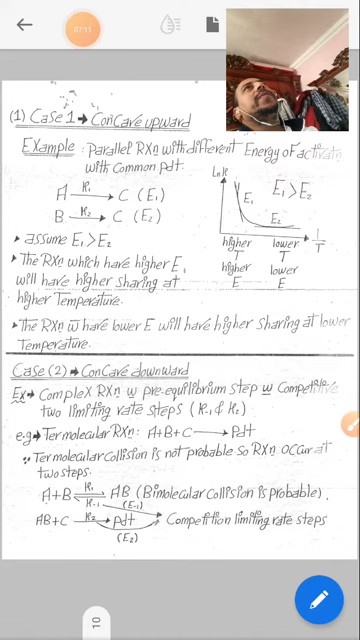 07:11
(1) Case 1 → Concave upward
Example: Parallel RXn with different Energy of activatn
with common pdt.
A —k1→ C (E1)
B —k2→ C (E2)
Ln k
E1
E2
E1 > E2
1/T
higher T
lower T
higher E
lower E
▸ assume E1 > E2
▸ The RXn which have higher E,
will have higher sharing at
higher Temperature.
▸ The RXn w have lower E will have higher sharing at lower
Temperature.
Case (2) → Concave downward
Ex → Complex RXn w pre-equilibrium step w Competitive
two limiting rate steps (k1 & k2)
e.g → Termolecular RXn: A+B+C → Pdt
∵ Termolecular Collision is not probable so RXn occur at
two steps.
A+B ⇌ AB (Bimolecular Collision is probable).
k1
k-1 (E-1)
AB+C —k2→ pdt
Competition limiting rate steps
(E2)
10